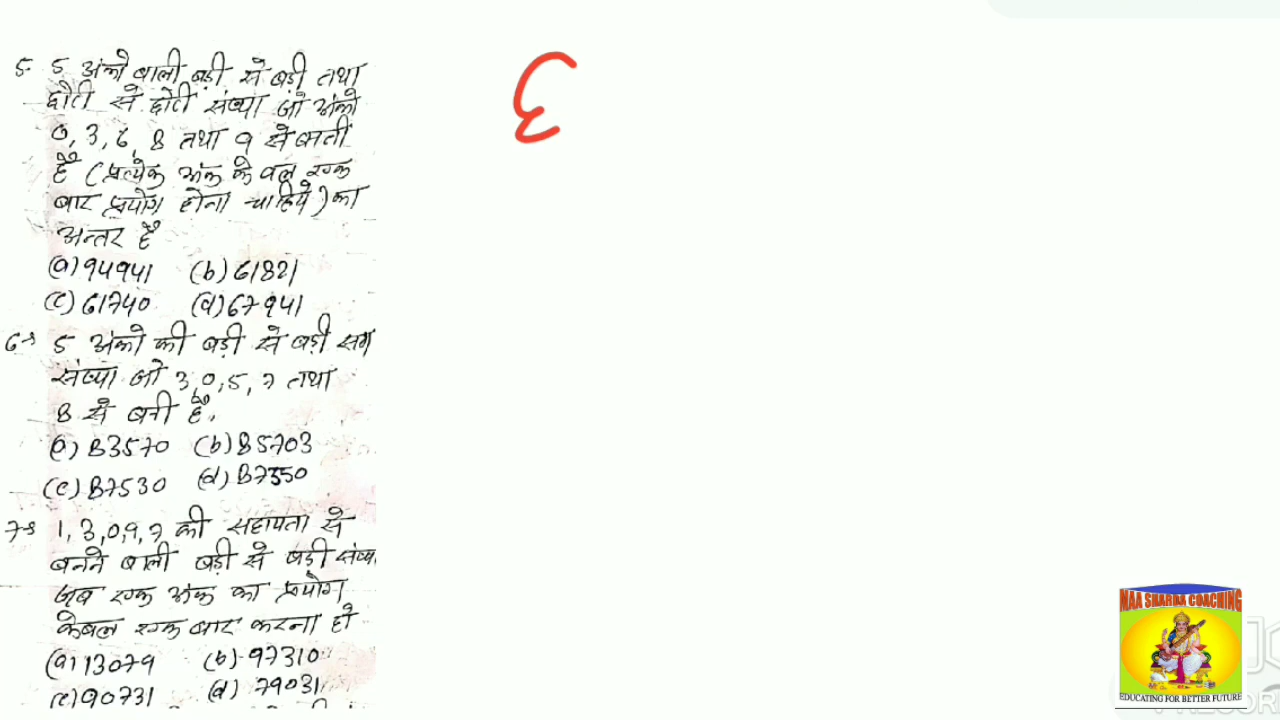 5- 5 अंको वाली बड़ी से बड़ी तथा
छोटी से छोटी संख्या जो अंको
0, 3, 6, 8 तथा 9 से बनती
है (प्रत्येक अंक केवल एक
बार प्रयोग होना चाहिये) का
अन्तर है
(a) 94941 (b) 61821
(c) 61740 (d) 67941
6→ 5 अंको की बड़ी से बड़ी सम
संख्या जो 3,0,5,7 तथा
8 से बनी है.
(a) 83570 (b) 85703
(c) 87530 (d) 87350
7→ 1,3,0,9,7 की सहायता से
बनने वाली बड़ी से बड़ी संख्य
जब एक अंक का प्रयोग
केवल एक बार करना हो
(a) 13079 (b) 97310
(c) 90731 (d) 79031
MAA SHARDA COACHING
EDUCATING FOR BETTER FUTURE